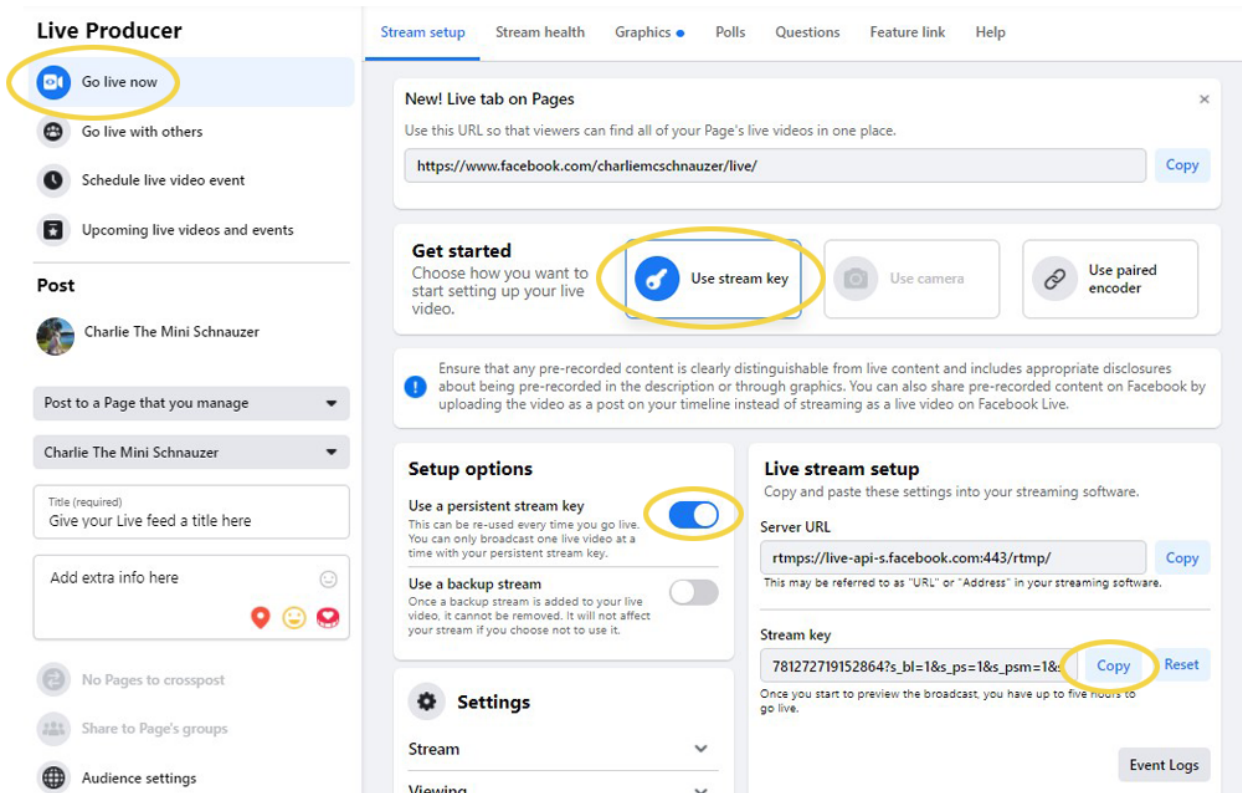 Live Producer
Go live now
Go live with others
Schedule live video event
Upcoming live videos and events
Post
Charlie The Mini Schnauzer
Post to a Page that you manage
Charlie The Mini Schnauzer
Title (required)
Give your Live feed a title here
Add extra info here
No Pages to crosspost
Share to Page's groups
Audience settings
Stream setup Stream health Graphics Polls Questions Feature link Help
New! Live tab on Pages
Use this URL so that viewers can find all of your Page's live videos in one place.
https://www.facebook.com/charliemcschnauzer/live/ Copy
Get started
Choose how you want to
start setting up your live
video.
Use stream key
Use camera
Use paired
encoder
Ensure that any pre-recorded content is clearly distinguishable from live content and includes appropriate disclosures
about being pre-recorded in the description or through graphics. You can also share pre-recorded content on Facebook by
uploading the video as a post on your timeline instead of streaming as a live video on Facebook Live.
Setup options
Use a persistent stream key
This can be re-used every time you go live.
You can only broadcast one live video at a
time with your persistent stream key.
Use a backup stream
Once a backup stream is added to your live
video, it cannot be removed. It will not affect
your stream if you choose not to use it.
Settings
Stream
Viewing
Live stream setup
Copy and paste these settings into your streaming software.
Server URL
rtmps://live-api-s.facebook.com:443/rtmp/ Copy
This may be referred to as "URL" or "Address" in your streaming software.
Stream key
781272719152864?s_bl=1&s_ps=1&s_psm=1& Copy Reset
Once you start to preview the broadcast, you have up to five hours to
go live.
Event Logs